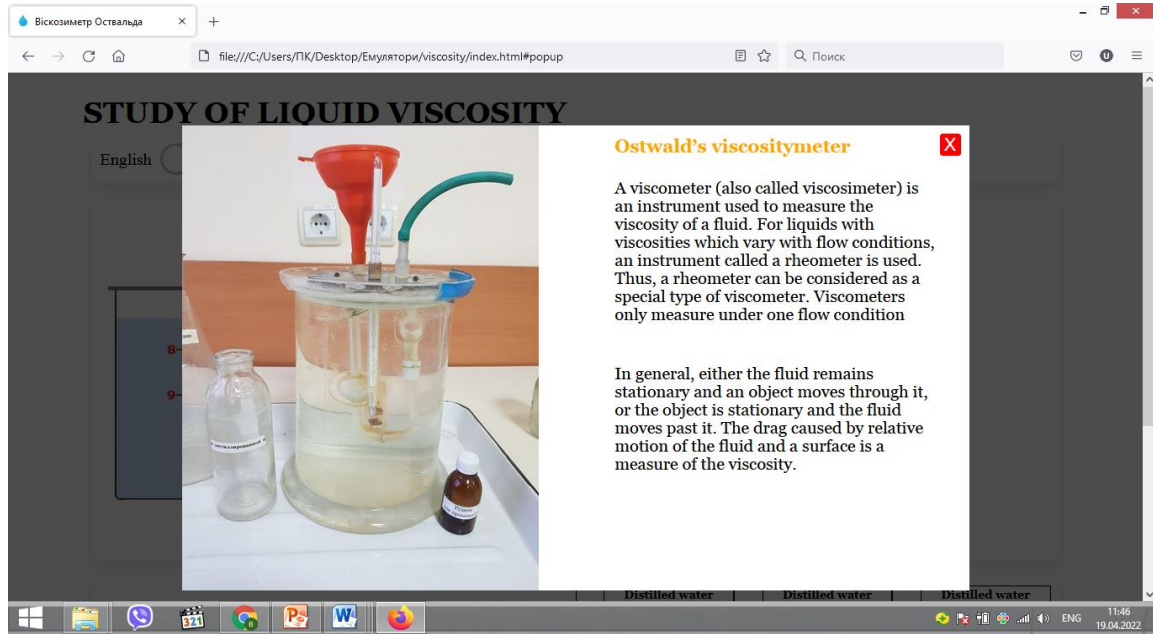 Віскозиметр Оствальда
file:///C:/Users/ПК/Desktop/Емулятори/viscosity/index.html#popup
Поиск
STUDY OF LIQUID VISCOSITY
English
8-
9-
Ostwald's viscositymeter
X
A viscometer (also called viscosimeter) is
an instrument used to measure the
viscosity of a fluid. For liquids with
viscosities which vary with flow conditions,
an instrument called a rheometer is used.
Thus, a rheometer can be considered as a
special type of viscometer. Viscometers
only measure under one flow condition
In general, either the fluid remains
stationary and an object moves through it,
or the object is stationary and the fluid
moves past it. The drag caused by relative
motion of the fluid and a surface is a
measure of the viscosity.
Distilled water
Distilled water
Distilled water
321
ENG
11:46
19.04.2022